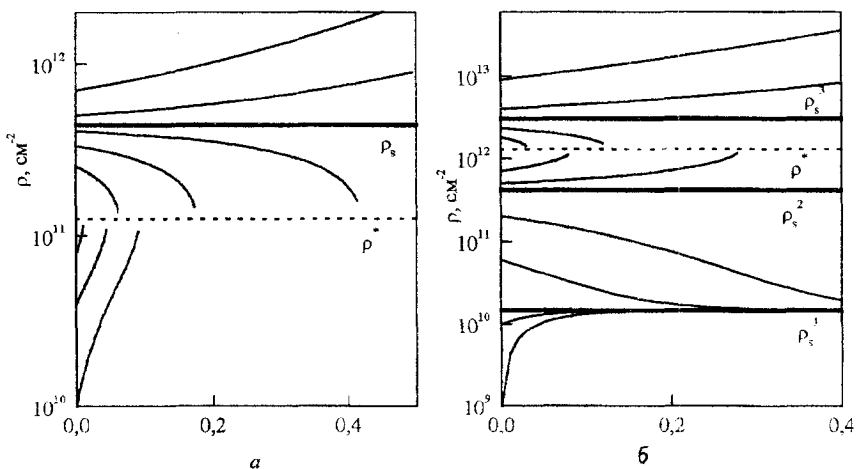 10¹²
10¹¹
10¹⁰
ρ, см⁻²
ρₛ
ρ*
0,0
0,2
0,4
а
10¹³
10¹²
10¹¹
10¹⁰
10⁹
ρ, см⁻²
ρₛ³
ρ*
ρₛ²
ρₛ¹
0,0
0,2
0,4
б